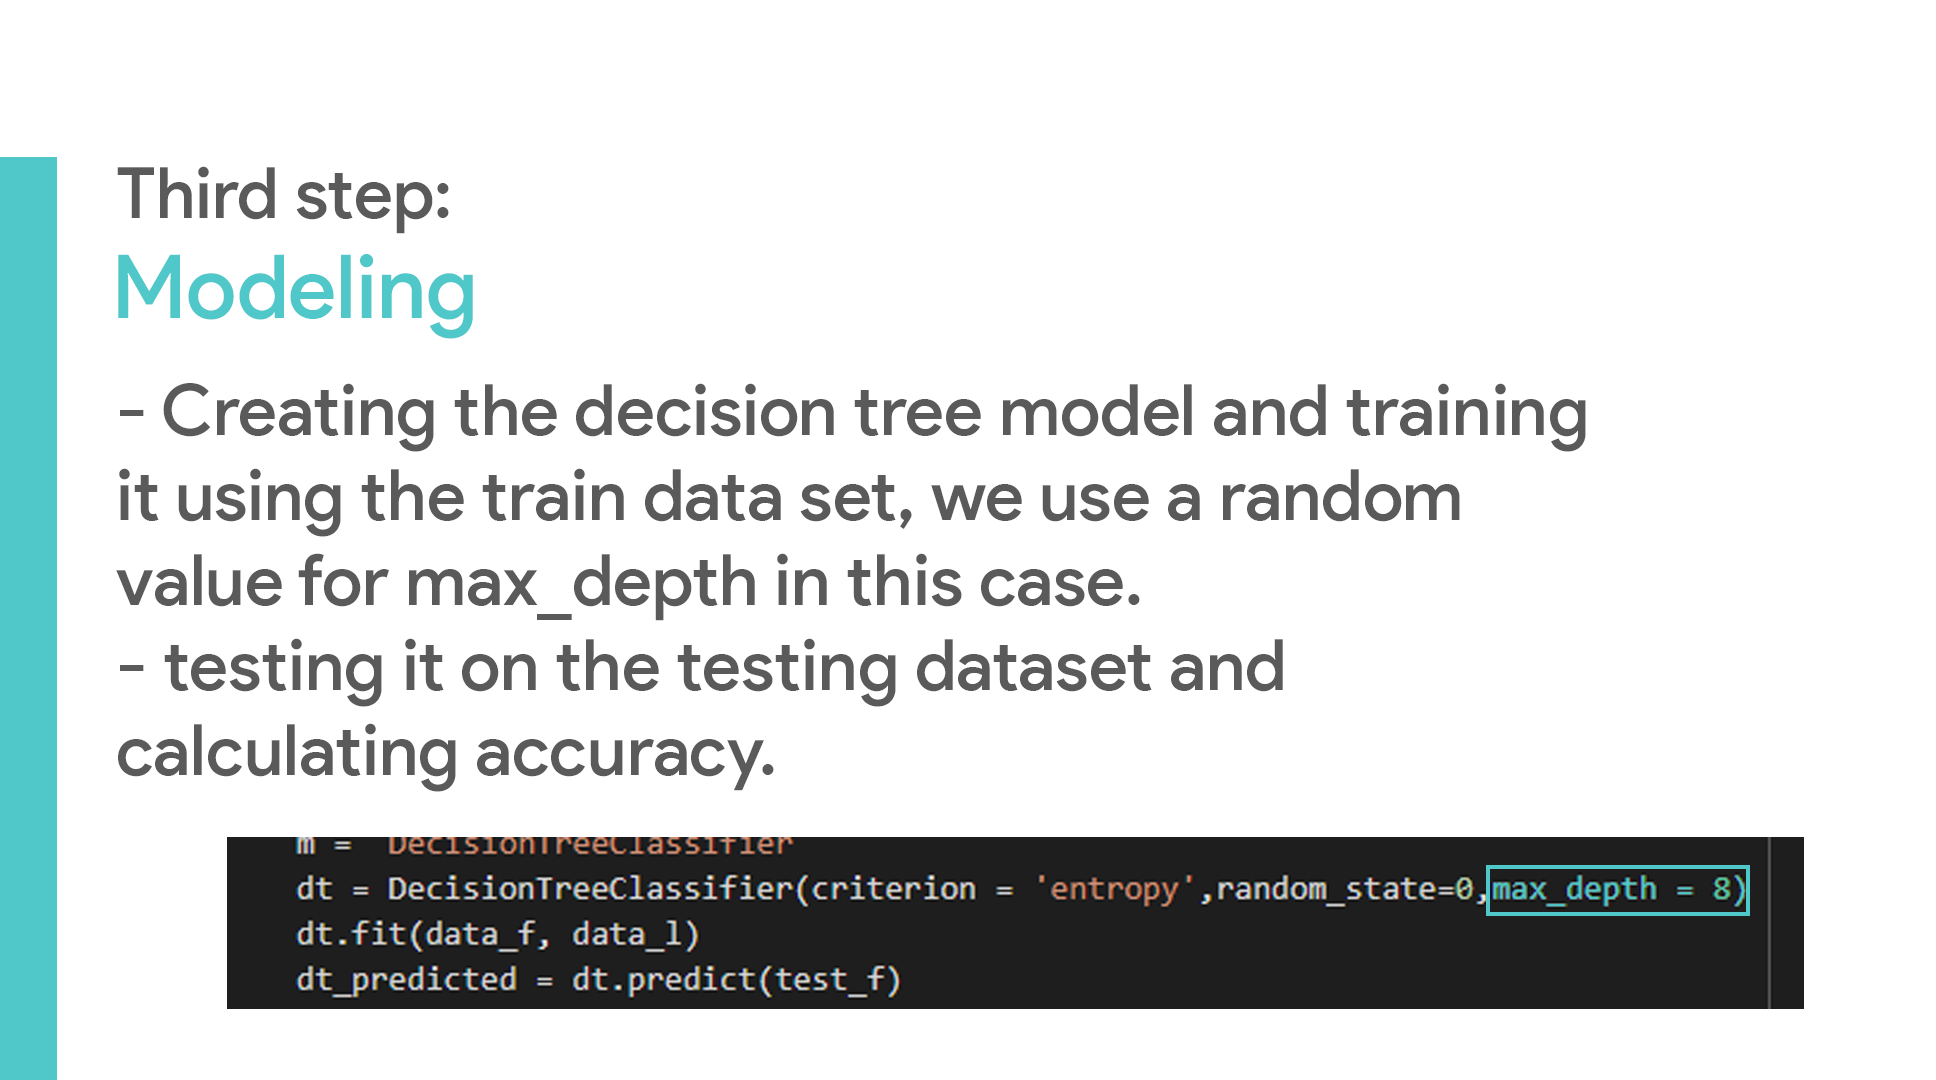 Third step:
Modeling
- Creating the decision tree model and training
it using the train data set, we use a random
value for max_depth in this case.
- testing it on the testing dataset and
calculating accuracy.
m =  DecisionTreeClassifier
dt = DecisionTreeClassifier(criterion = 'entropy',random_state=0,max_depth = 8)
dt.fit(data_f, data_l)
dt_predicted = dt.predict(test_f)